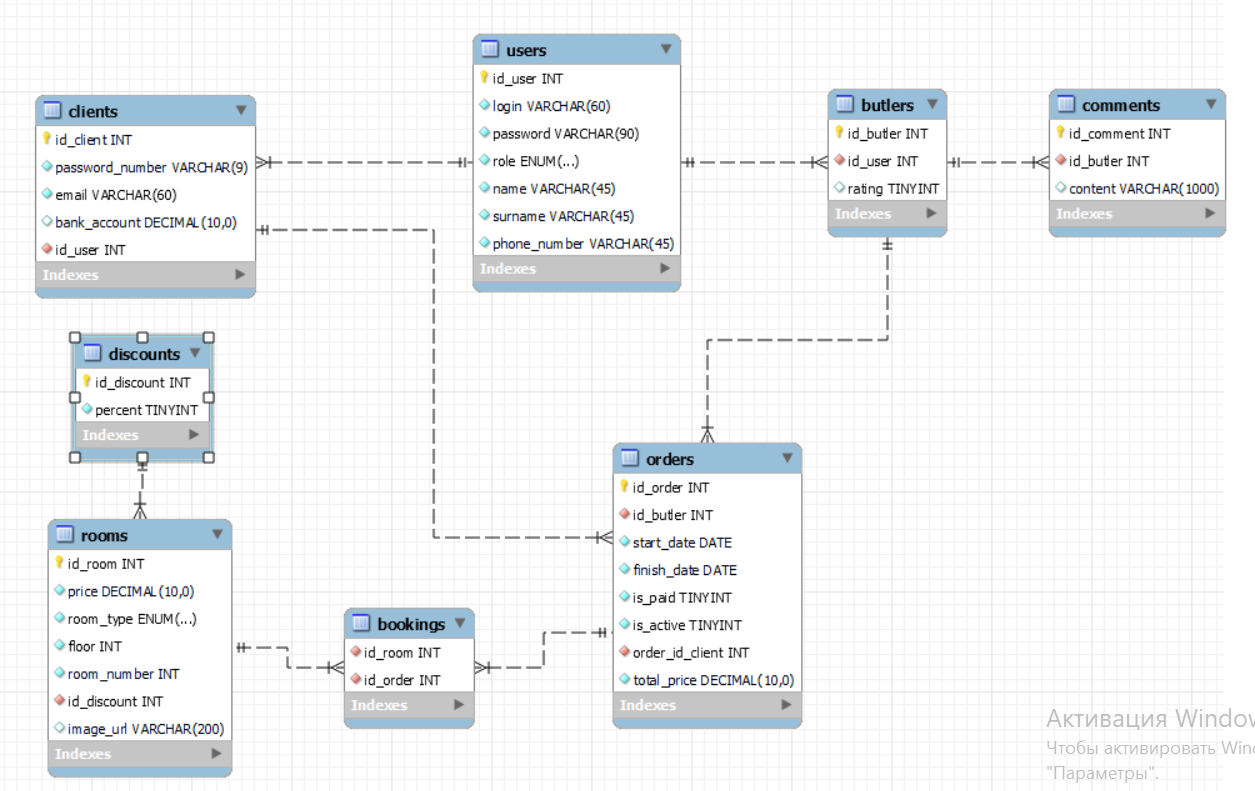 users
id_user INT
login VARCHAR(60)
password VARCHAR(90)
role ENUM(...)
name VARCHAR(45)
surname VARCHAR(45)
phone_number VARCHAR(45)
Indexes
clients
id_client INT
password_number VARCHAR(9)
email VARCHAR(60)
bank_account DECIMAL(10,0)
id_user INT
Indexes
butlers
id_butler INT
id_user INT
rating TINYINT
Indexes
comments
id_comment INT
id_butler INT
content VARCHAR(1000)
Indexes
discounts
id_discount INT
percent TINYINT
Indexes
orders
id_order INT
id_butler INT
start_date DATE
finish_date DATE
is_paid TINYINT
is_active TINYINT
order_id_client INT
total_price DECIMAL(10,0)
Indexes
rooms
id_room INT
price DECIMAL(10,0)
room_type ENUM(...)
floor INT
room_number INT
id_discount INT
image_url VARCHAR(200)
Indexes
bookings
id_room INT
id_order INT
Indexes
Активация Window
Чтобы активировать Wind
"Параметры".